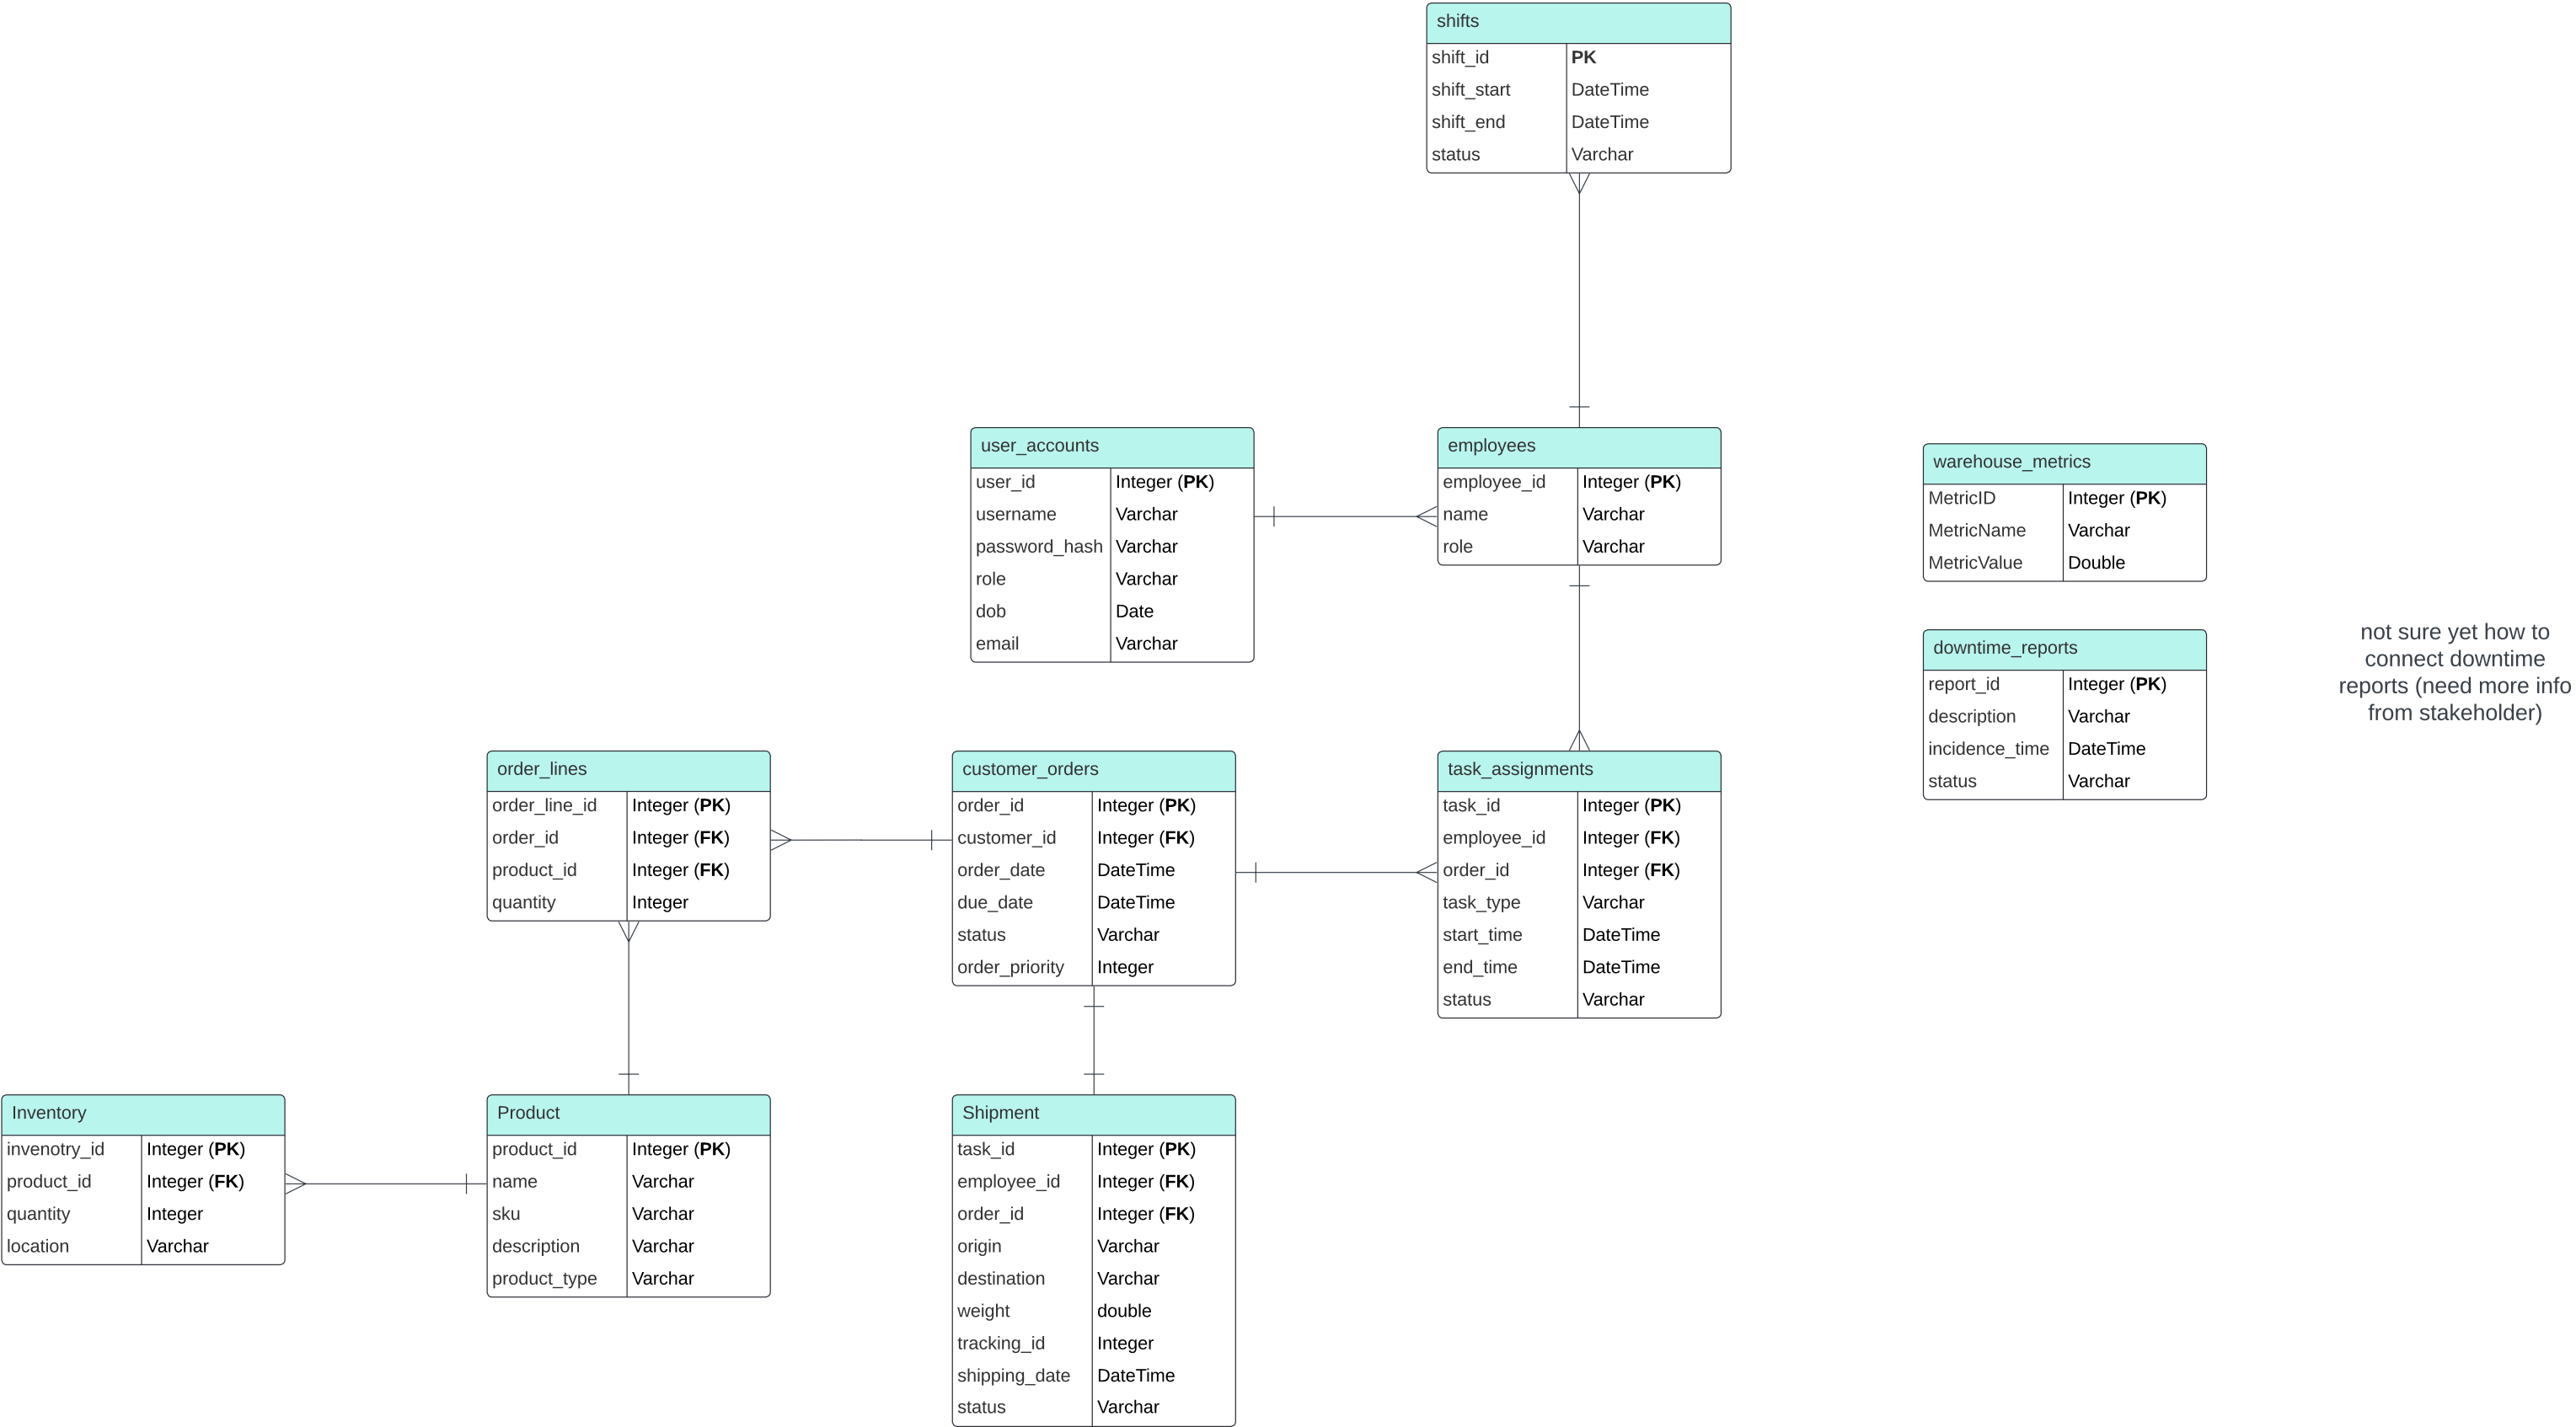 shifts
shift_id PK
shift_start DateTime
shift_end DateTime
status Varchar
user_accounts
user_id Integer (PK)
username Varchar
password_hash Varchar
role Varchar
dob Date
email Varchar
employees
employee_id Integer (PK)
name Varchar
role Varchar
warehouse_metrics
MetricID Integer (PK)
MetricName Varchar
MetricValue Double
downtime_reports
report_id Integer (PK)
description Varchar
incidence_time DateTime
status Varchar
not sure yet how to
connect downtime
reports (need more info
from stakeholder)
order_lines
order_line_id Integer (PK)
order_id Integer (FK)
product_id Integer (FK)
quantity Integer
customer_orders
order_id Integer (PK)
customer_id Integer (FK)
order_date DateTime
due_date DateTime
status Varchar
order_priority Integer
task_assignments
task_id Integer (PK)
employee_id Integer (FK)
order_id Integer (FK)
task_type Varchar
start_time DateTime
end_time DateTime
status Varchar
Inventory
invenotry_id Integer (PK)
product_id Integer (FK)
quantity Integer
location Varchar
Product
product_id Integer (PK)
name Varchar
sku Varchar
description Varchar
product_type Varchar
Shipment
task_id Integer (PK)
employee_id Integer (FK)
order_id Integer (FK)
origin Varchar
destination Varchar
weight double
tracking_id Integer
shipping_date DateTime
status Varchar